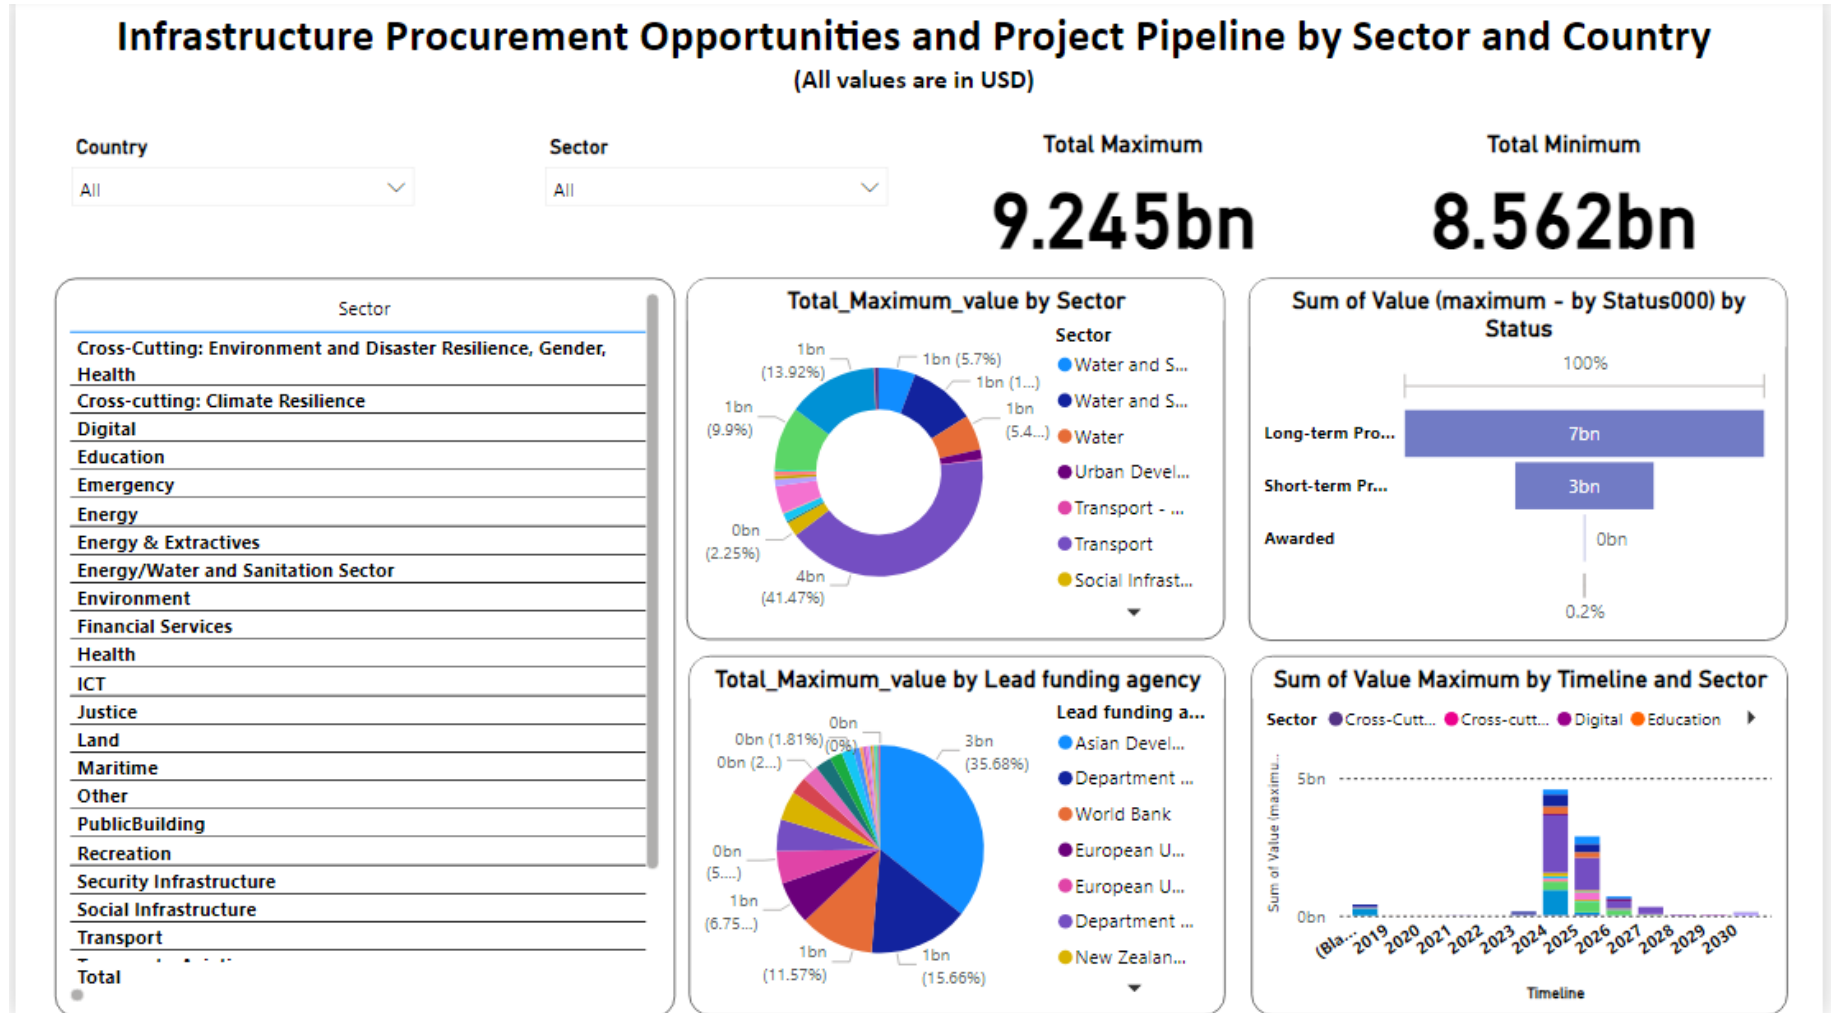 Infrastructure Procurement Opportunities and Project Pipeline by Sector and Country
(All values are in USD)
Country
All
Sector
All
Total Maximum
9.245bn
Total Minimum
8.562bn
Sector
Cross-Cutting: Environment and Disaster Resilience, Gender,
Health
Cross-cutting: Climate Resilience
Digital
Education
Emergency
Energy
Energy & Extractives
Energy/Water and Sanitation Sector
Environment
Financial Services
Health
ICT
Justice
Land
Maritime
Other
PublicBuilding
Recreation
Security Infrastructure
Social Infrastructure
Transport
Total
Total_Maximum_value by Sector
1bn
(13.92%)
1bn (5.7%)
1bn (1...)
1bn
(5.4...)
1bn
(9.9%)
0bn
(2.25%)
4bn
(41.47%)
Sector
Water and S...
Water and S...
Water
Urban Devel...
Transport - ...
Transport
Social Infrast...
Sum of Value (maximum - by Status000) by
Status
100%
Long-term Pro...
7bn
Short-term Pr...
3bn
Awarded
0bn
0.2%
Total_Maximum_value by Lead funding agency
0bn
0bn (1.81%)
(0%)
0bn (2...)
3bn
(35.68%)
0bn
(5....)
1bn
(6.75...)
1bn
(11.57%)
1bn
(15.66%)
Lead funding a...
Asian Devel...
Department ...
World Bank
European U...
European U...
Department ...
New Zealan...
Sum of Value Maximum by Timeline and Sector
Sector
Cross-Cutt...
Cross-cutt...
Digital
Education
Sum of Value (maximu...
5bn
0bn
(Bla...
2019
2020
2021
2022
2023
2024
2025
2026
2027
2028
2029
2030
Timeline